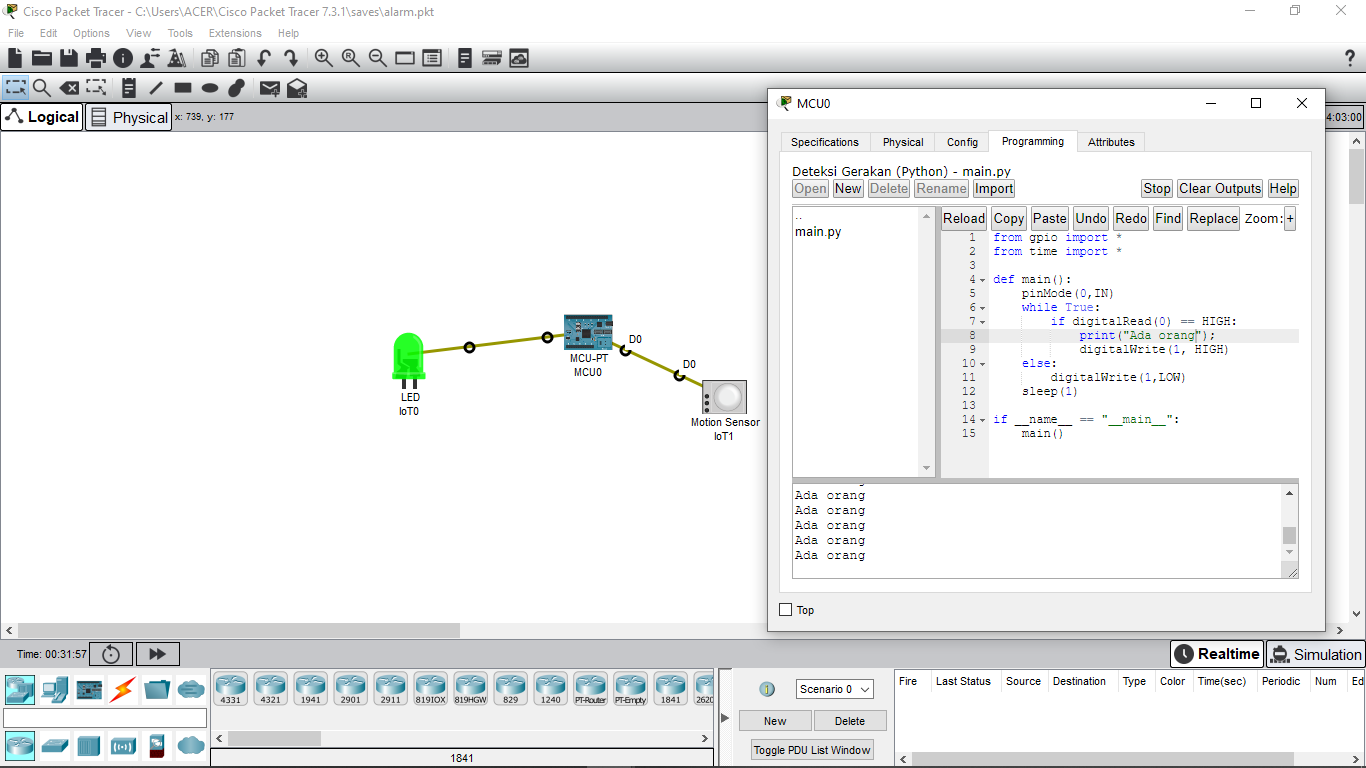 Cisco Packet Tracer - C:\Users\ACER\Cisco Packet Tracer 7.3.1\saves\alarm.pkt
File Edit Options View Tools Extensions Help
Logical Physical x: 739, y: 177
4:03:00
LED
IoT0
MCU-PT
MCU0
D0
D0
Motion Sensor
IoT1
MCU0
Specifications Physical Config Programming Attributes
Deteksi Gerakan (Python) - main.py
Open New Delete Rename Import Stop Clear Outputs Help
..
main.py
Reload Copy Paste Undo Redo Find Replace Zoom: +
1 from gpio import *
2 from time import *
3
4 def main():
5     pinMode(0,IN)
6     while True:
7         if digitalRead(0) == HIGH:
8             print("Ada orang");
9             digitalWrite(1, HIGH)
10     else:
11         digitalWrite(1,LOW)
12     sleep(1)
13
14 if __name__ == "__main__":
15     main()
Ada orang
Ada orang
Ada orang
Ada orang
Ada orang
Top
Time: 00:31:57
Realtime Simulation
4331 4321 1941 2901 2911 819IOX 819HGW 829 1240 PT-Router PT-Empty 1841 2620
1841
Scenario 0
New Delete
Toggle PDU List Window
Fire Last Status Source Destination Type Color Time(sec) Periodic Num Ed